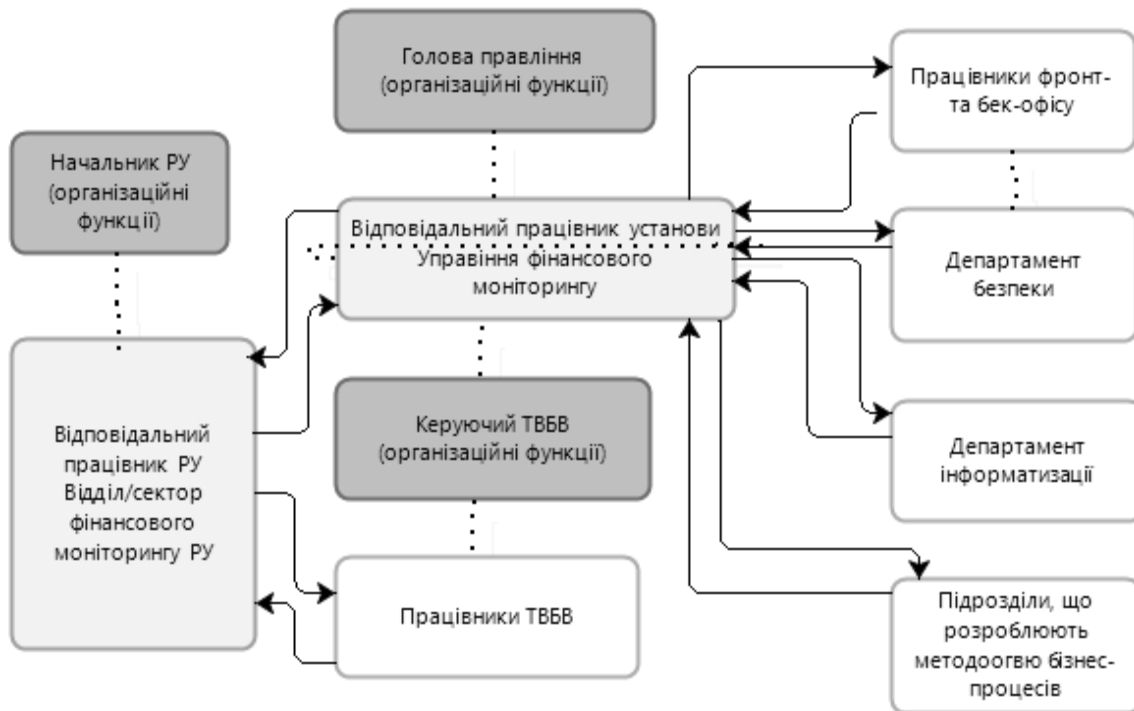 Голова правління
(організаційні функції)
Працівники фронт-
та бек-офісу
Начальник РУ
(організаційні
функції)
Відповідальний працівник установи
Управіння фінансового
моніторингу
Департамент
безпеки
Відповідальний
працівник РУ
Відділ/сектор
фінансового
моніторингу РУ
Керуючий ТВБВ
(організаційні функції)
Департамент
інформатизації
Працівники ТВБВ
Підрозділи, що
розроблюють
методоогвю бізнес-
процесів